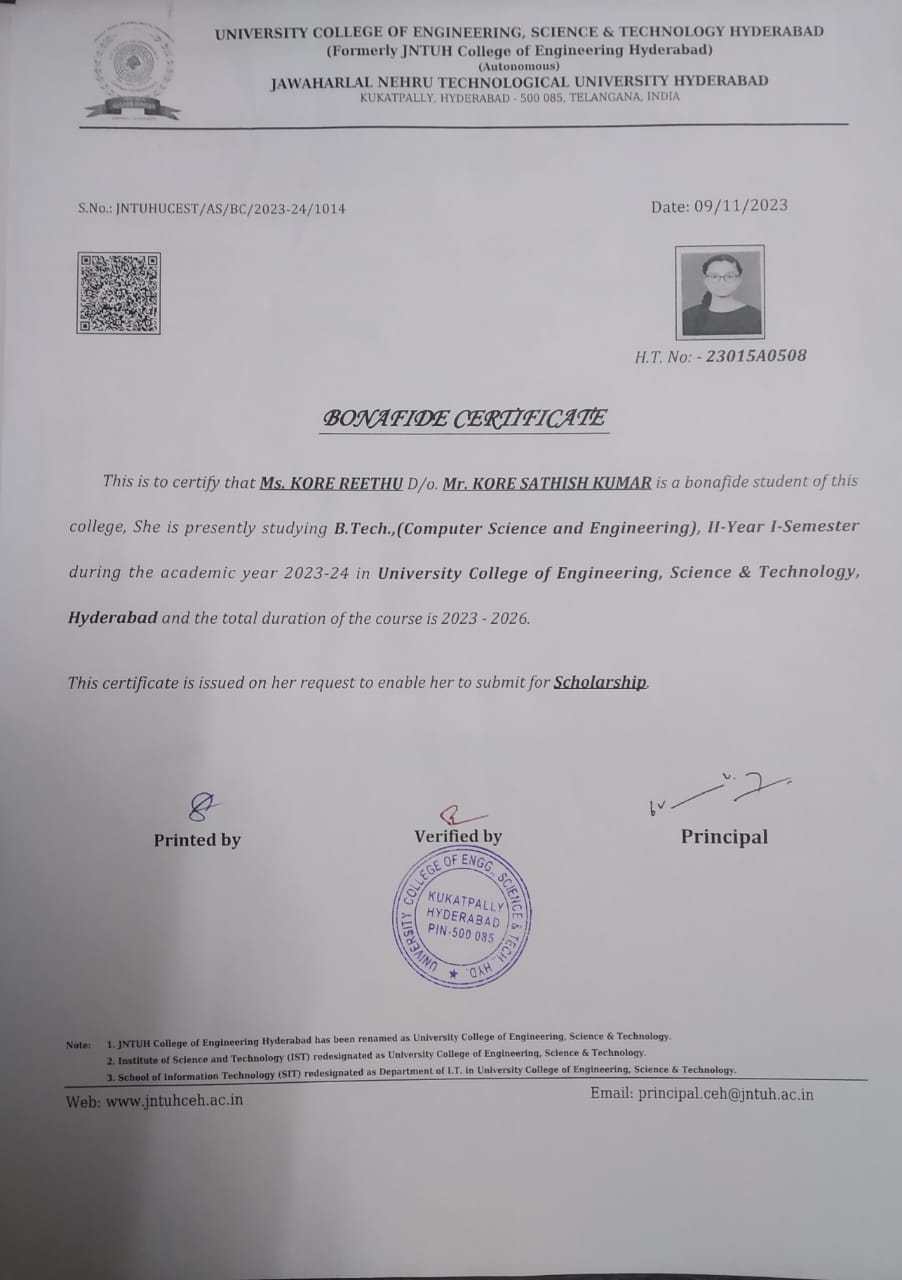 UNIVERSITY COLLEGE OF ENGINEERING, SCIENCE & TECHNOLOGY HYDERABAD
(Formerly JNTUH College of Engineering Hyderabad)
(Autonomous)
JAWAHARLAL NEHRU TECHNOLOGICAL UNIVERSITY HYDERABAD
KUKATPALLY, HYDERABAD - 500 085, TELANGANA, INDIA
S.No.: JNTUHUCEST/AS/BC/2023-24/1014
Date: 09/11/2023
H.T. No: - 23015A0508
BONAFIDE CERTIFICATE
This is to certify that Ms. KORE REETHU D/o. Mr. KORE SATHISH KUMAR is a bonafide student of this
college, She is presently studying B.Tech.,(Computer Science and Engineering), II-Year I-Semester
during the academic year 2023-24 in University College of Engineering, Science & Technology,
Hyderabad and the total duration of the course is 2023 - 2026.
This certificate is issued on her request to enable her to submit for Scholarship.
Printed by
Verified by
Principal
UNIVERSITY COLLEGE OF ENGG., SCIENCE & TECH., HYD.
KUKATPALLY
HYDERABAD
PIN-500 085
Note: 1. JNTUH College of Engineering Hyderabad has been renamed as University College of Engineering, Science & Technology.
2. Institute of Science and Technology (IST) redesignated as University College of Engineering, Science & Technology.
3. School of Information Technology (SIT) redesignated as Department of I.T. in University College of Engineering, Science & Technology.
Web: www.jntuhceh.ac.in
Email: principal.ceh@jntuh.ac.in